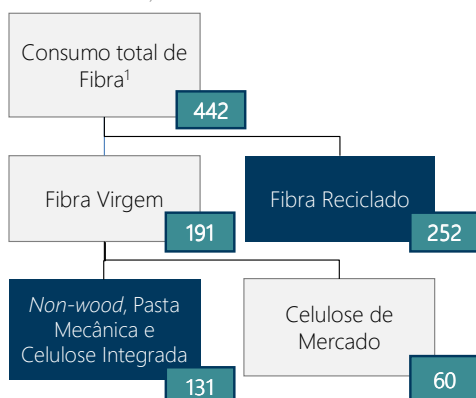 Consumo total de
Fibra¹
442
Fibra Virgem
191
Fibra Reciclado
252
Non-wood, Pasta
Mecânica e
Celulose Integrada
131
Celulose de
Mercado
60